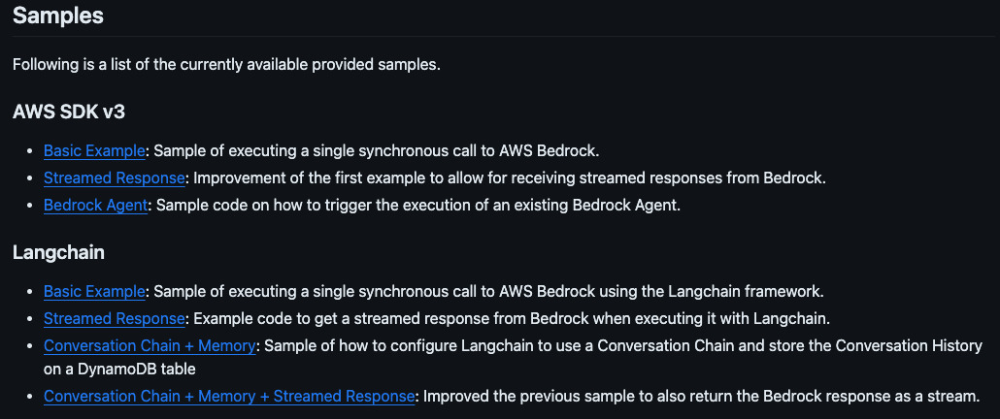 Samples
Following is a list of the currently available provided samples.
AWS SDK v3
• Basic Example: Sample of executing a single synchronous call to AWS Bedrock.
• Streamed Response: Improvement of the first example to allow for receiving streamed responses from Bedrock.
• Bedrock Agent: Sample code on how to trigger the execution of an existing Bedrock Agent.
Langchain
• Basic Example: Sample of executing a single synchronous call to AWS Bedrock using the Langchain framework.
• Streamed Response: Example code to get a streamed response from Bedrock when executing it with Langchain.
• Conversation Chain + Memory: Sample of how to configure Langchain to use a Conversation Chain and store the Conversation History
on a DynamoDB table
• Conversation Chain + Memory + Streamed Response: Improved the previous sample to also return the Bedrock response as a stream.